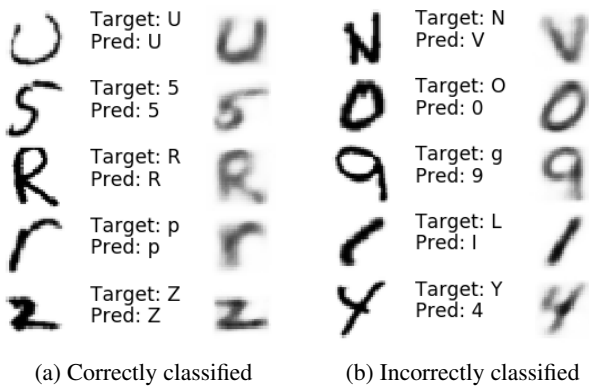 Target: U
Pred: U
Target: 5
Pred: 5
Target: R
Pred: R
Target: p
Pred: p
Target: Z
Pred: Z
(a) Correctly classified
Target: N
Pred: V
Target: O
Pred: 0
Target: g
Pred: 9
Target: L
Pred: I
Target: Y
Pred: 4
(b) Incorrectly classified